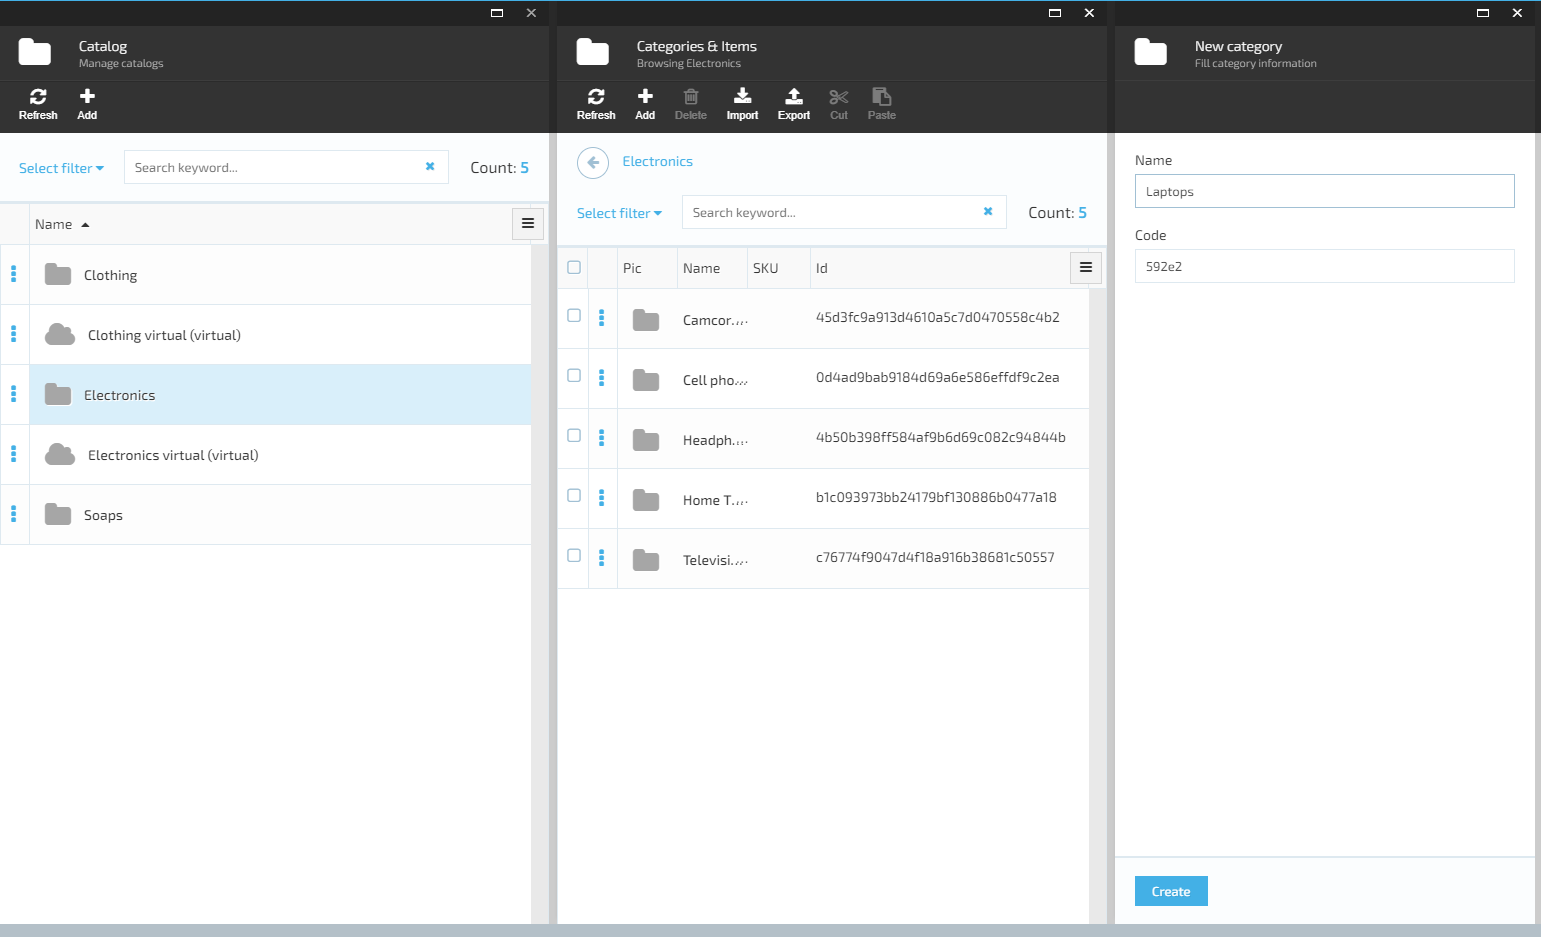 Catalog
Manage catalogs
Refresh
Add
Select filter
Search keyword...
Count: 5
Name
Clothing
Clothing virtual (virtual)
Electronics
Electronics virtual (virtual)
Soaps
Categories & Items
Browsing Electronics
Refresh
Add
Delete
Import
Export
Cut
Paste
Electronics
Select filter
Search keyword...
Count: 5
Pic Name SKU Id
Camcor... 45d3fc9a913d4610a5c7d0470558c4b2
Cell pho... 0d4ad9bab9184d69a6e586effdf9c2ea
Headph... 4b50b398ff584af9b6d69c082c94844b
Home T... b1c093973bb24179bf130886b0477a18
Televisi... c76774f9047d4f18a916b38681c50557
New category
Fill category information
Name
Laptops
Code
592e2
Create